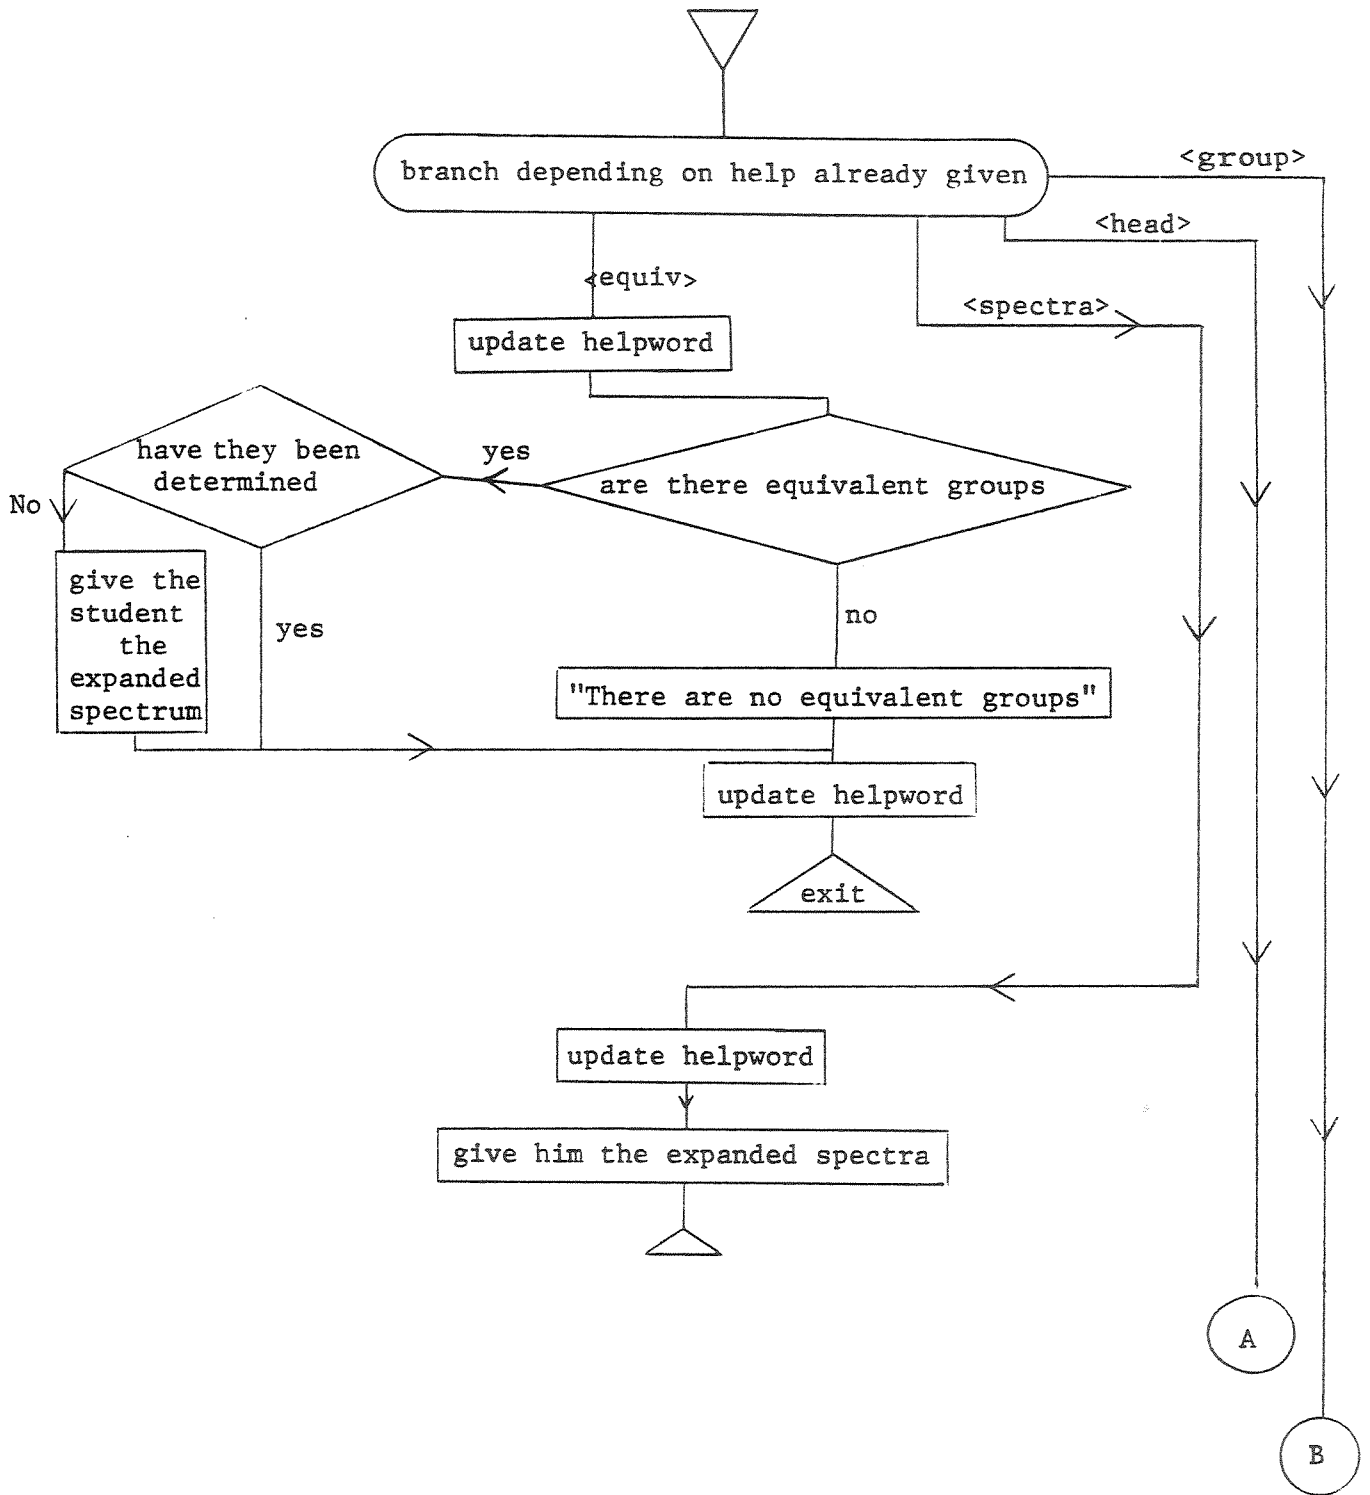 branch depending on help already given
<group>
<head>
<equiv>
<spectra>
update helpword
have they been
determined
yes
are there equivalent groups
No
give the
student
the
expanded
spectrum
yes
no
"There are no equivalent groups"
update helpword
exit
update helpword
give him the expanded spectra
A
B